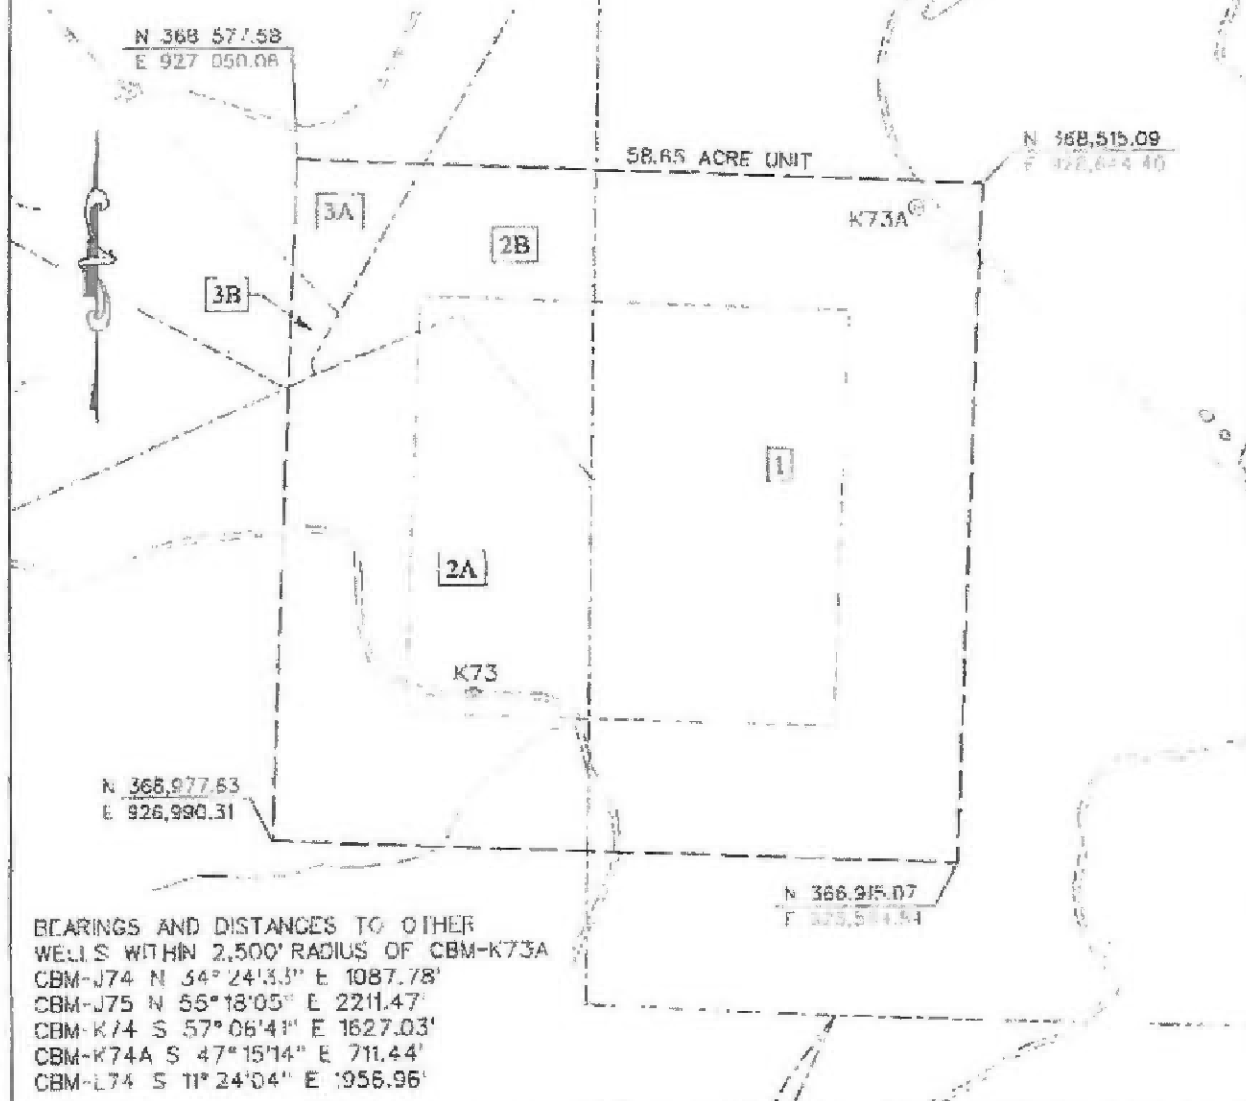 N 368 577.58
E 927 050.08
58.65 ACRE UNIT
N 368,515.09
K73A
3A
2B
3B
1
2A
K73
N 366,977.63
E 926,990.31
N 366,915.07
BEARINGS AND DISTANCES TO OTHER
WELLS WITHIN 2,500' RADIUS OF CBM-K73A
CBM-J74 N 34°24'33" E 1087.78'
CBM-J75 N 55°18'05" E 2211.47'
CBM-K74 S 57°06'41" E 1627.03'
CBM-K74A S 47°15'14" E 711.44'
CBM-L74 S 11°24'04" E 1956.96'